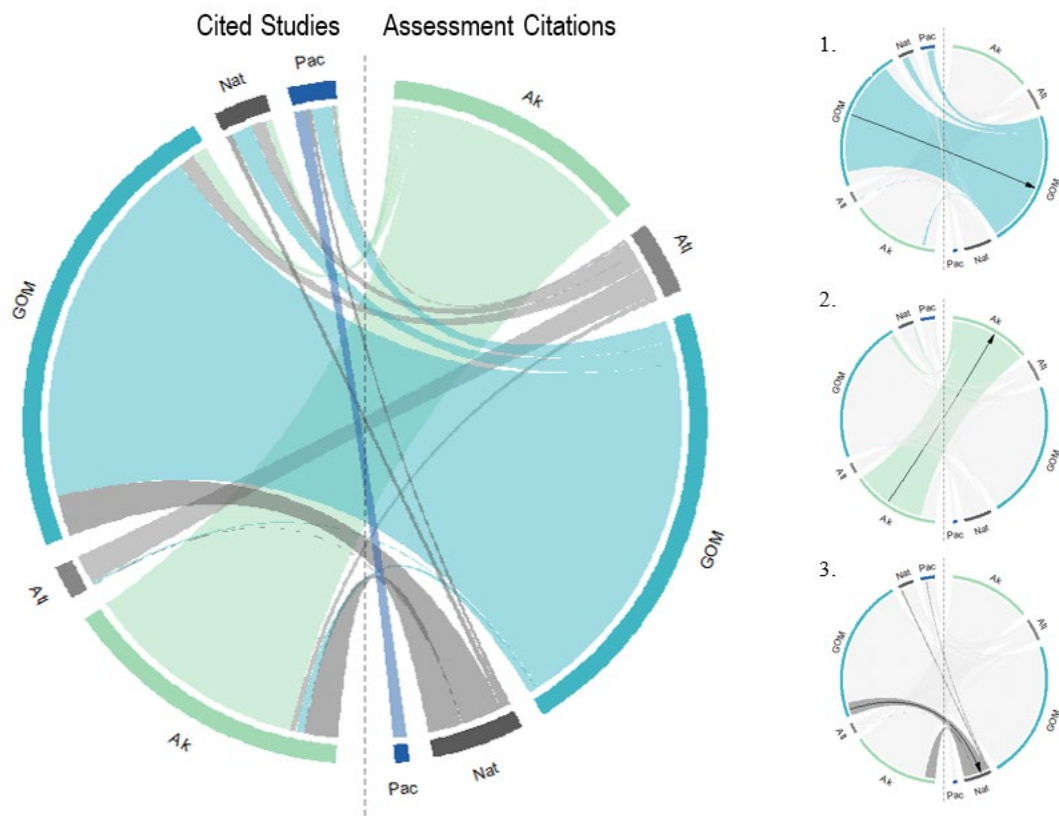 Cited Studies
Assessment Citations
Nat
Pac
Ak
Atl
GOM
GOM
Atl
Ak
Pac
Nat
1.
Nat
Pac
Ak
Atl
GOM
GOM
Atl
Ak
Pac
Nat
2.
Nat
Pac
Ak
Atl
GOM
GOM
Atl
Ak
Pac
Nat
3.
Nat
Pac
Ak
Atl
GOM
GOM
Atl
Ak
Pac
Nat